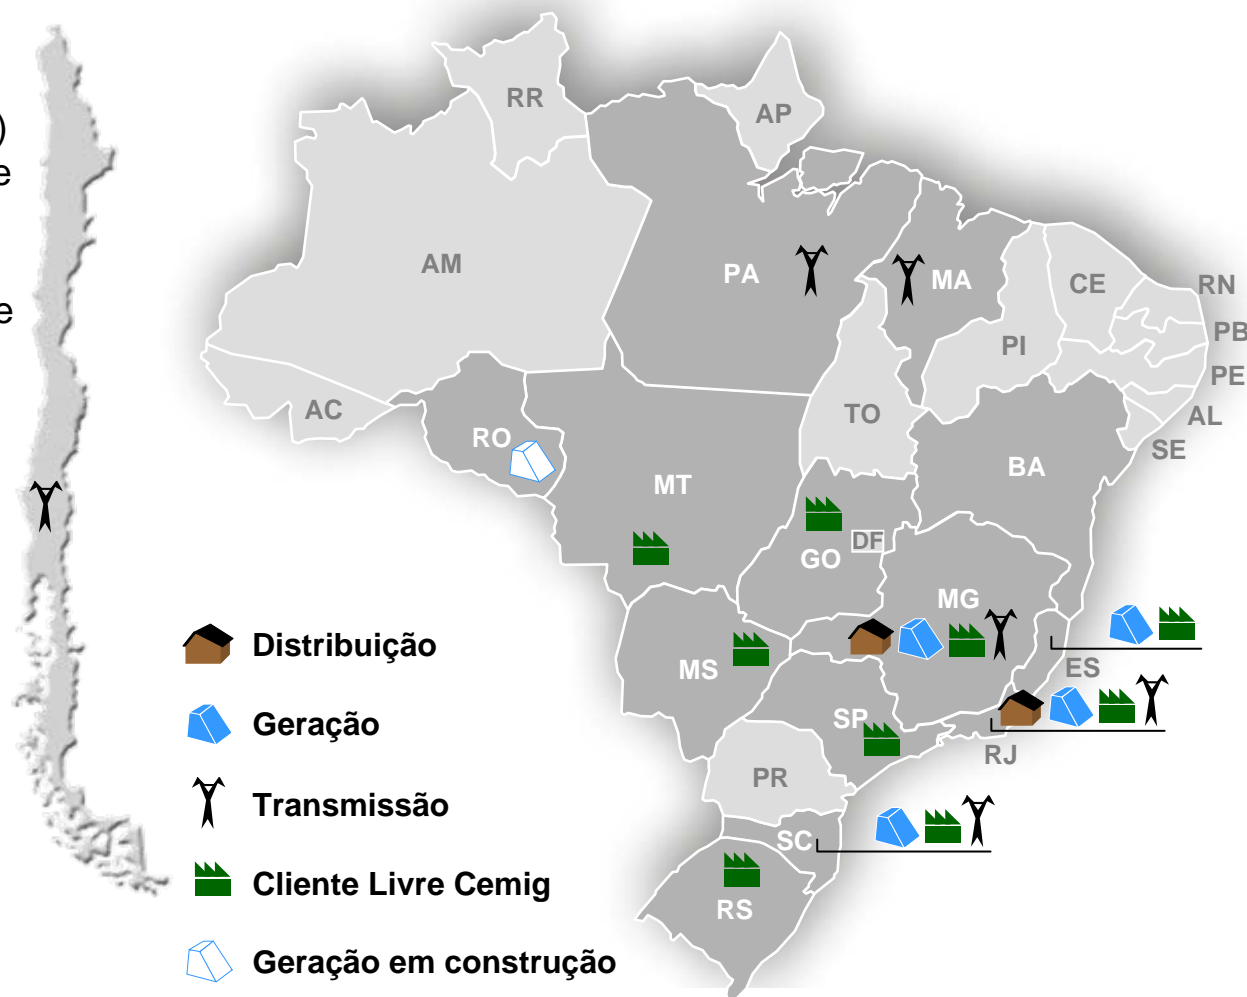 )
e
e
RR
AP
AM
PA
MA
CE
RN
PB
PI
PE
AC
TO
AL
RO
SE
BA
MT
DF
GO
MG
Distribuição
MS
ES
SP
Geração
RJ
PR
Transmissão
SC
Cliente Livre Cemig
RS
Geração em construção